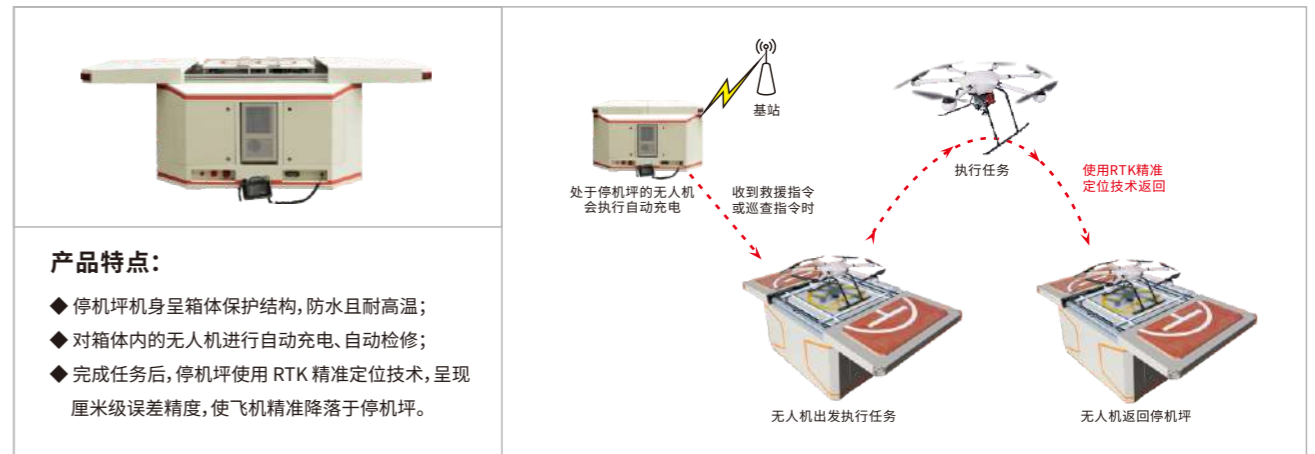 产品特点：
◆ 停机坪机身呈箱体保护结构，防水且耐高温；
◆ 对箱体内的无人机进行自动充电、自动检修；
◆ 完成任务后，停机坪使用 RTK 精准定位技术，呈现
厘米级误差精度，使飞机精准降落于停机坪。
基站
处于停机坪的无人机
会执行自动充电
收到救援指令
或巡查指令时
执行任务
使用RTK精准
定位技术返回
无人机出发执行任务
无人机返回停机坪